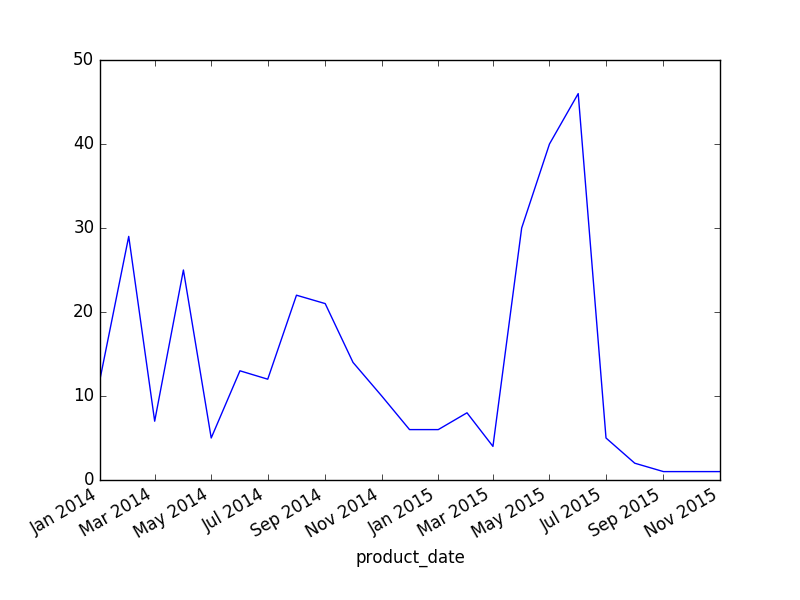 50
40
30
20
10
0
Jan 2014
Mar 2014
May 2014
Jul 2014
Sep 2014
Nov 2014
Jan 2015
Mar 2015
May 2015
Jul 2015
Sep 2015
Nov 2015
product_date